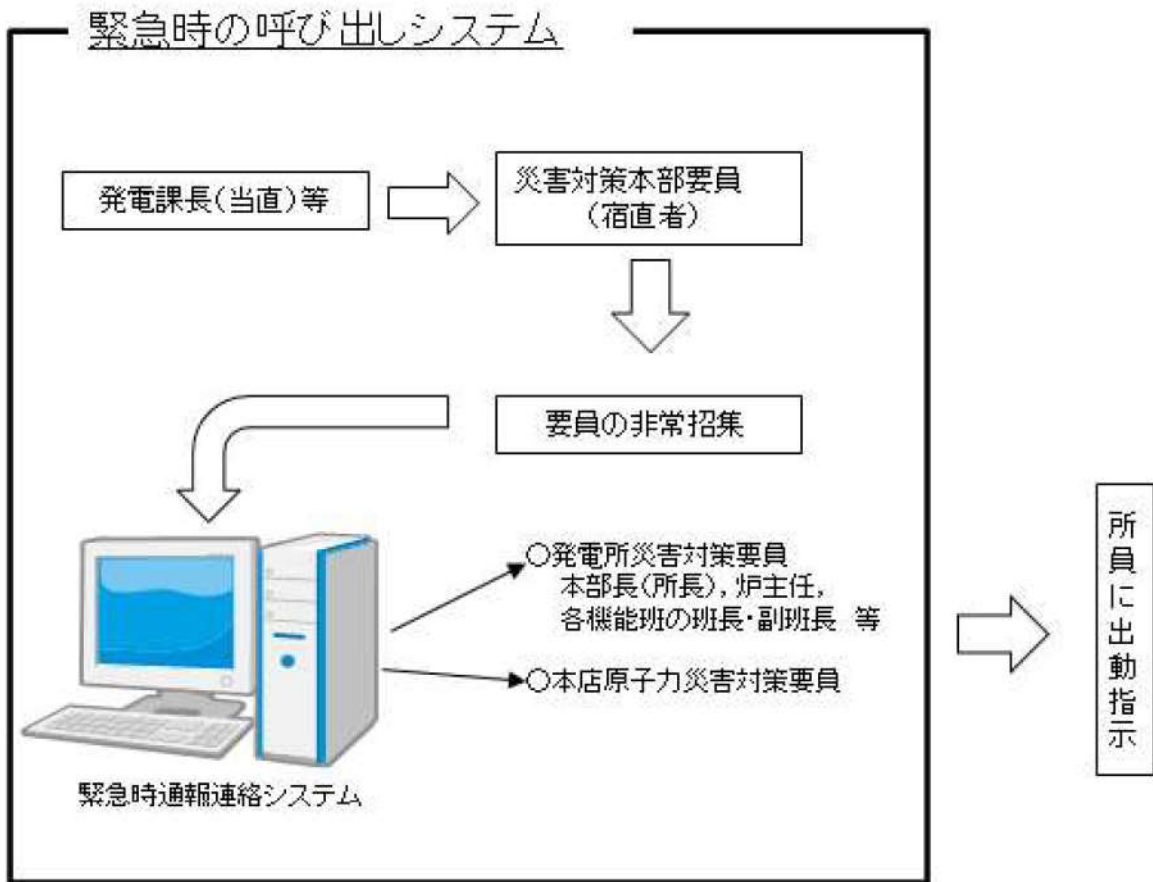 緊急時の呼び出しシステム
発電課長(当直)等
災害対策本部要員
(宿直者)
要員の非常招集
○発電所災害対策要員
本部長(所長),炉主任,
各機能班の班長・副班長 等
○本店原子力災害対策要員
緊急時通報連絡システム
所員に出動指示